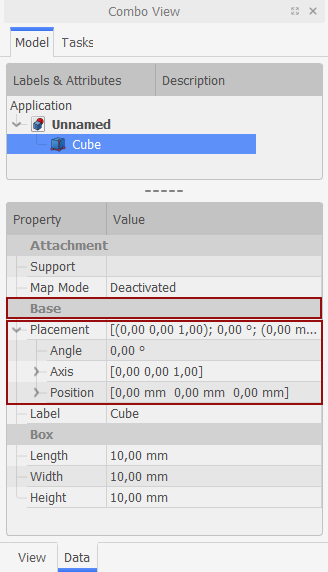 Combo View
Model Tasks
Labels & Attributes Description
Application
Unnamed
Cube
Property Value
Attachment
Support
Map Mode Deactivated
Base
Placement [(0,00 0,00 1,00); 0,00 °; (0,00 m...
Angle 0,00 °
Axis [0,00 0,00 1,00]
Position [0,00 mm 0,00 mm 0,00 mm]
Label Cube
Box
Length 10,00 mm
Width 10,00 mm
Height 10,00 mm
View Data